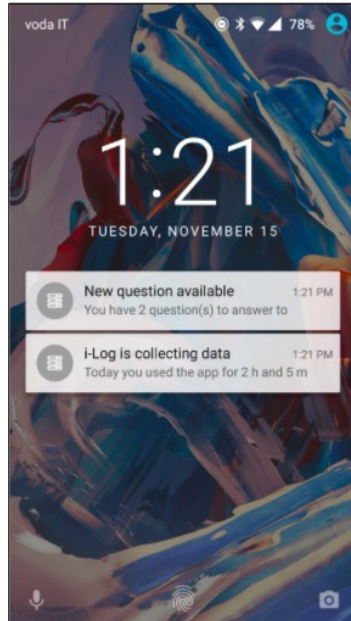 voda IT
78%
1:21
TUESDAY, NOVEMBER 15
New question available 1:21 PM
You have 2 question(s) to answer to
i-Log is collecting data 1:21 PM
Today you used the app for 2 h and 5 m